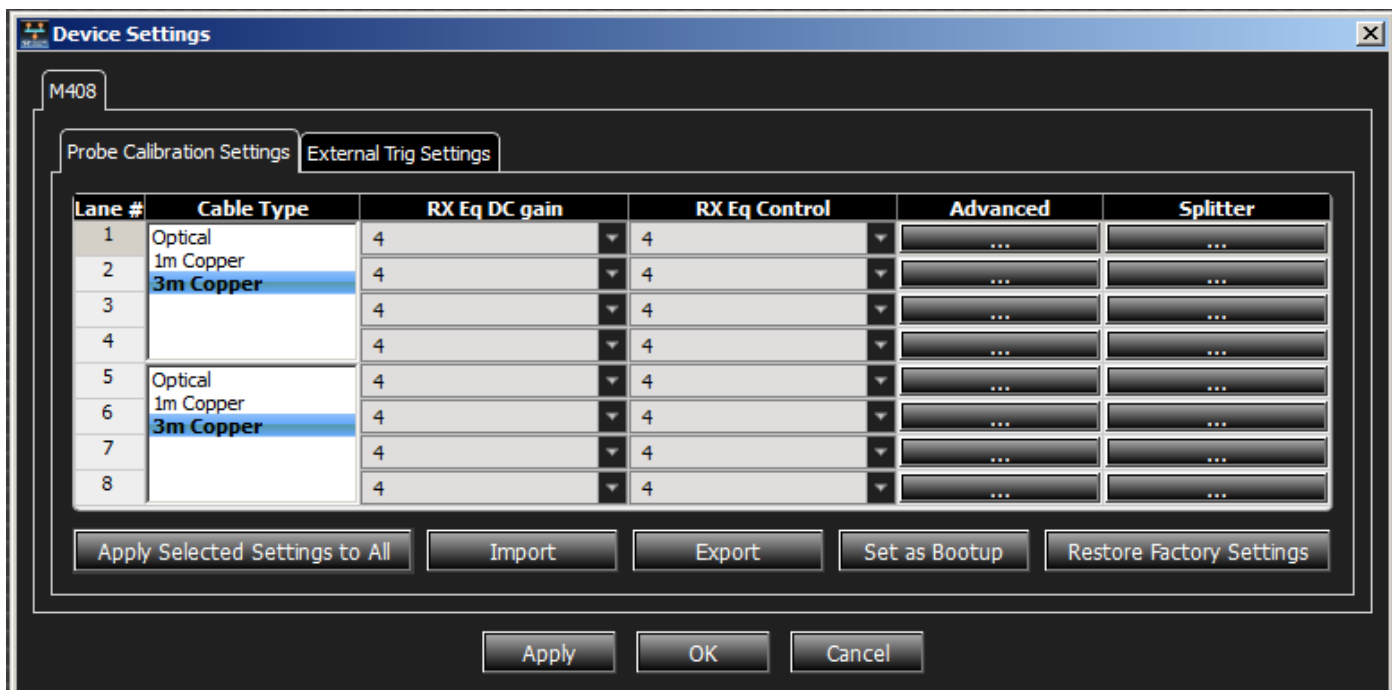 Device Settings
M408
Probe Calibration Settings External Trig Settings
Lane # Cable Type RX Eq DC gain RX Eq Control Advanced Splitter
1 Optical 4 4 ... ...
1m Copper
2 3m Copper 4 4 ... ...
3 4 4 ... ...
4 4 4 ... ...
5 Optical 4 4 ... ...
1m Copper
6 3m Copper 4 4 ... ...
7 4 4 ... ...
8 4 4 ... ...
Apply Selected Settings to All Import Export Set as Bootup Restore Factory Settings
Apply OK Cancel